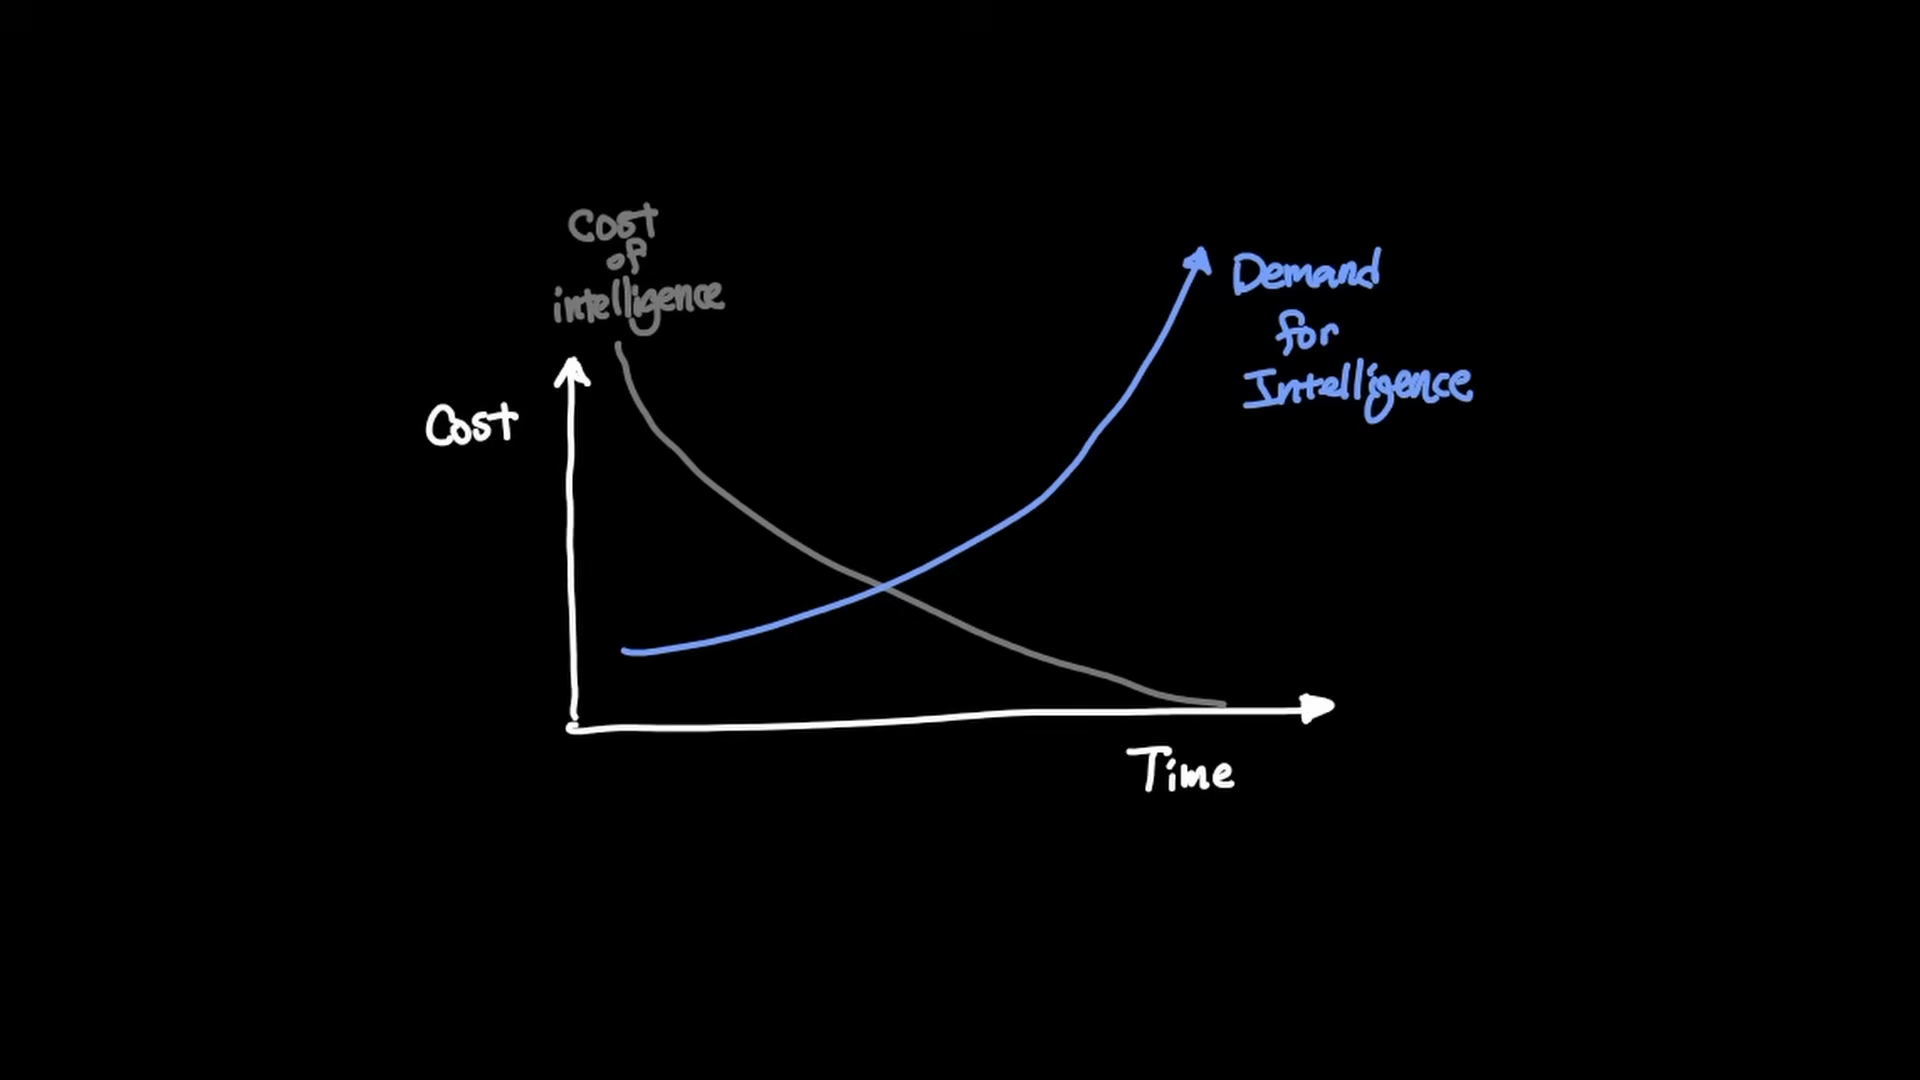 Cost
of
intelligence
Demand
for
Intelligence
Cost
Time